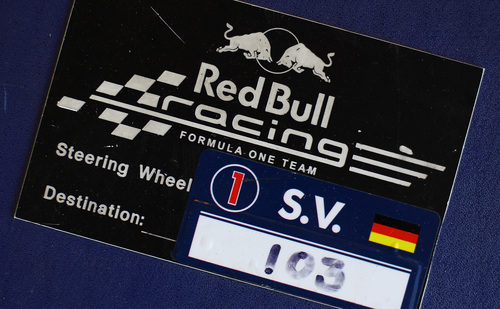 Red Bull
racing
FORMULA ONE TEAM
Steering Wheel
Destination:
1 S.V.
103